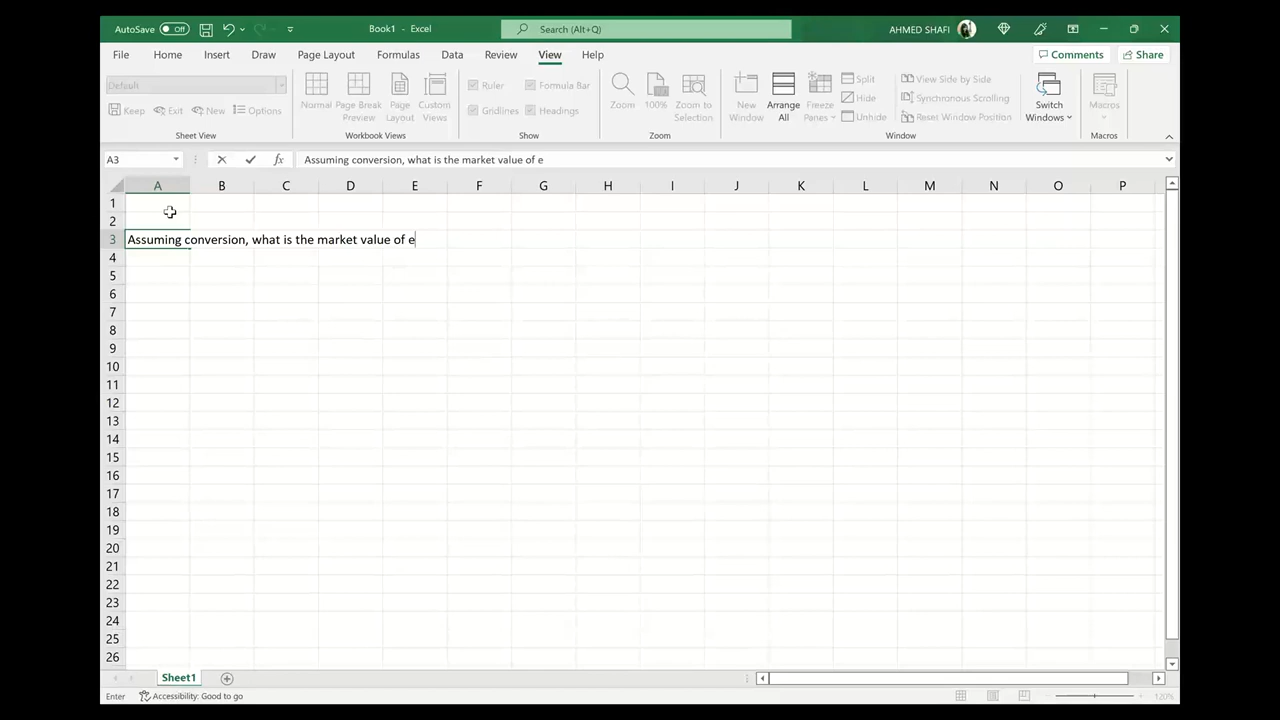 AutoSave Off Book1 - Excel Search (Alt+Q) AHMED SHAFI
File Home Insert Draw Page Layout Formulas Data Review View Help Comments Share
Default
Keep Exit New Options
Sheet View
Normal Page Break Preview Page Layout Custom Views
Workbook Views
Ruler Formula Bar
Gridlines Headings
Show
Zoom 100% Zoom to Selection
Zoom
New Window Arrange All Freeze Panes
Split
Hide
Unhide
View Side by Side
Synchronous Scrolling
Reset Window Position
Switch Windows
Window
Macros
Macros
A3 fx Assuming conversion, what is the market value of e
A B C D E F G H I J K L M N O P
1
2
3 Assuming conversion, what is the market value of e
4
5
6
7
8
9
10
11
12
13
14
15
16
17
18
19
20
21
22
23
24
25
26
Sheet1
Enter Accessibility: Good to go 120%